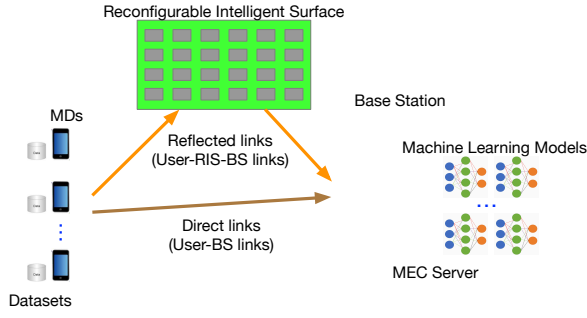 Reconfigurable Intelligent Surface
Base Station
MDs
Reflected links
(User-RIS-BS links)
Machine Learning Models
Direct links
(User-BS links)
MEC Server
Datasets